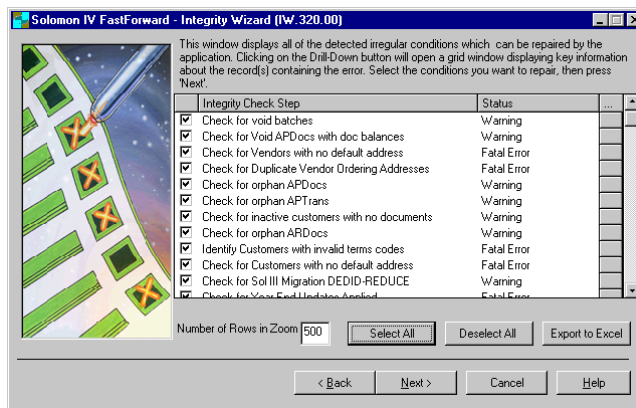 Solomon IV FastForward - Integrity Wizard (IW.320.00)
This window displays all of the detected irregular conditions which can be repaired by the
application. Clicking on the Drill-Down button will open a grid window displaying key information
about the record(s) containing the error. Select the conditions you want to repair, then press
'Next'.
Integrity Check Step Status ...
Check for void batches Warning
Check for Void APDocs with doc balances Warning
Check for Vendors with no default address Fatal Error
Check for Duplicate Vendor Ordering Addresses Fatal Error
Check for orphan APDocs Warning
Check for orphan APTrans Warning
Check for inactive customers with no documents Warning
Check for orphan ARDocs Warning
Identify Customers with invalid terms codes Fatal Error
Check for Customers with no default address Fatal Error
Check for Sol III Migration DEDID-REDUCE Warning
Check for Year End Updates Applied Fatal Error
Number of Rows in Zoom 500 Select All Deselect All Export to Excel
< Back Next > Cancel Help